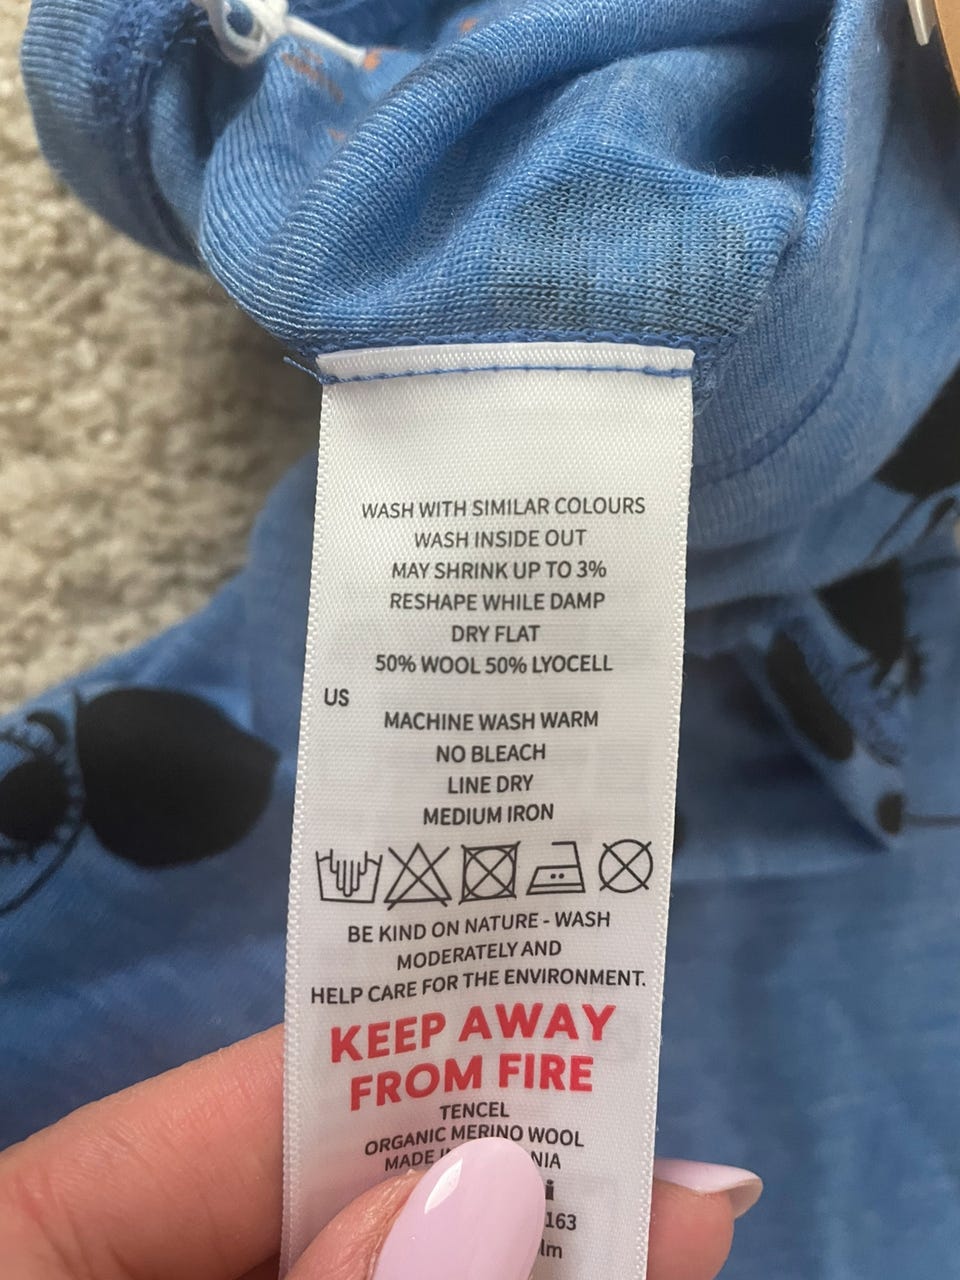 WASH WITH SIMILAR COLOURS
WASH INSIDE OUT
MAY SHRINK UP TO 3%
RESHAPE WHILE DAMP
DRY FLAT
50% WOOL 50% LYOCELL
US
MACHINE WASH WARM
NO BLEACH
LINE DRY
MEDIUM IRON
BE KIND ON NATURE - WASH
MODERATELY AND
HELP CARE FOR THE ENVIRONMENT.
KEEP AWAY
FROM FIRE
TENCEL
ORGANIC MERINO WOOL
MADE
163